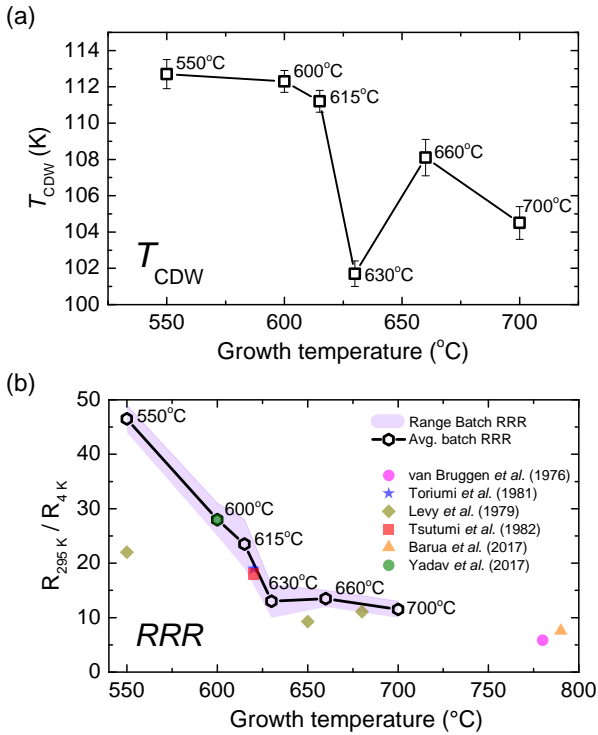 (a)
114
112
110
108
106
104
102
100
T_CDW (K)
550°C
600°C
615°C
660°C
700°C
630°C
T_CDW
550 600 650 700
Growth temperature (°C)
(b)
50
40
30
20
10
0
R_295 K / R_4 K
550°C
600°C
615°C
630°C
660°C
700°C
Range Batch RRR
Avg. batch RRR
van Bruggen et al. (1976)
Toriumi et al. (1981)
Levy et al. (1979)
Tsutumi et al. (1982)
Barua et al. (2017)
Yadav et al. (2017)
RRR
550 600 650 700 750 800
Growth temperature (°C)